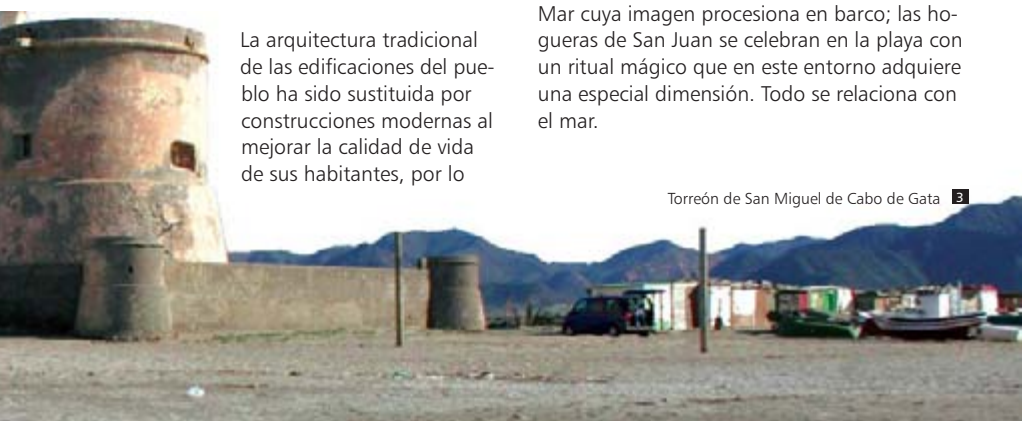 La arquitectura tradicional
de las edificaciones del pue-
blo ha sido sustituida por
construcciones modernas al
mejorar la calidad de vida
de sus habitantes, por lo
Mar cuya imagen procesiona en barco; las ho-
gueras de San Juan se celebran en la playa con
un ritual mágico que en este entorno adquiere
una especial dimensión. Todo se relaciona con
el mar.
Torreón de San Miguel de Cabo de Gata 3